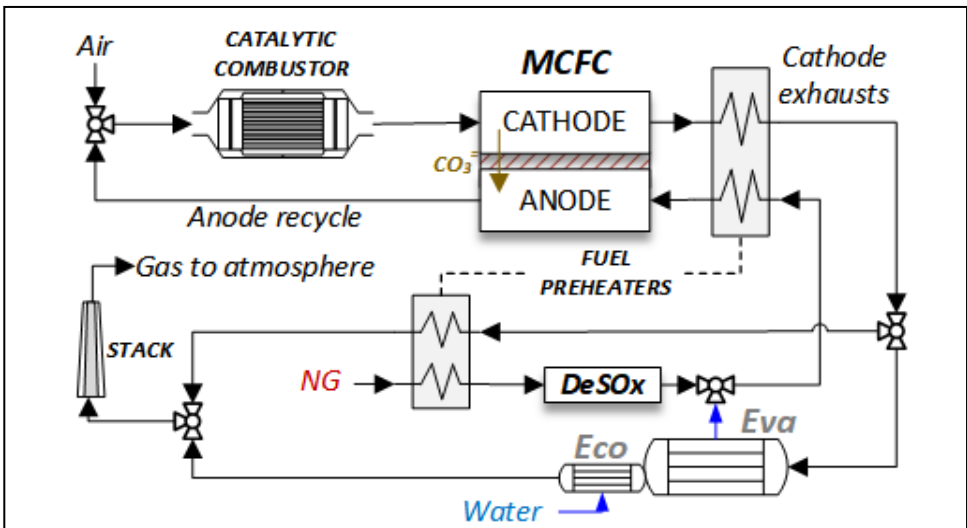 Air
CATALYTIC
COMBUSTOR
MCFC
Cathode
exhausts
CATHODE
CO₃⁼
ANODE
Anode recycle
Gas to atmosphere
FUEL
PREHEATERS
STACK
NG
DeSOx
Eco
Eva
Water